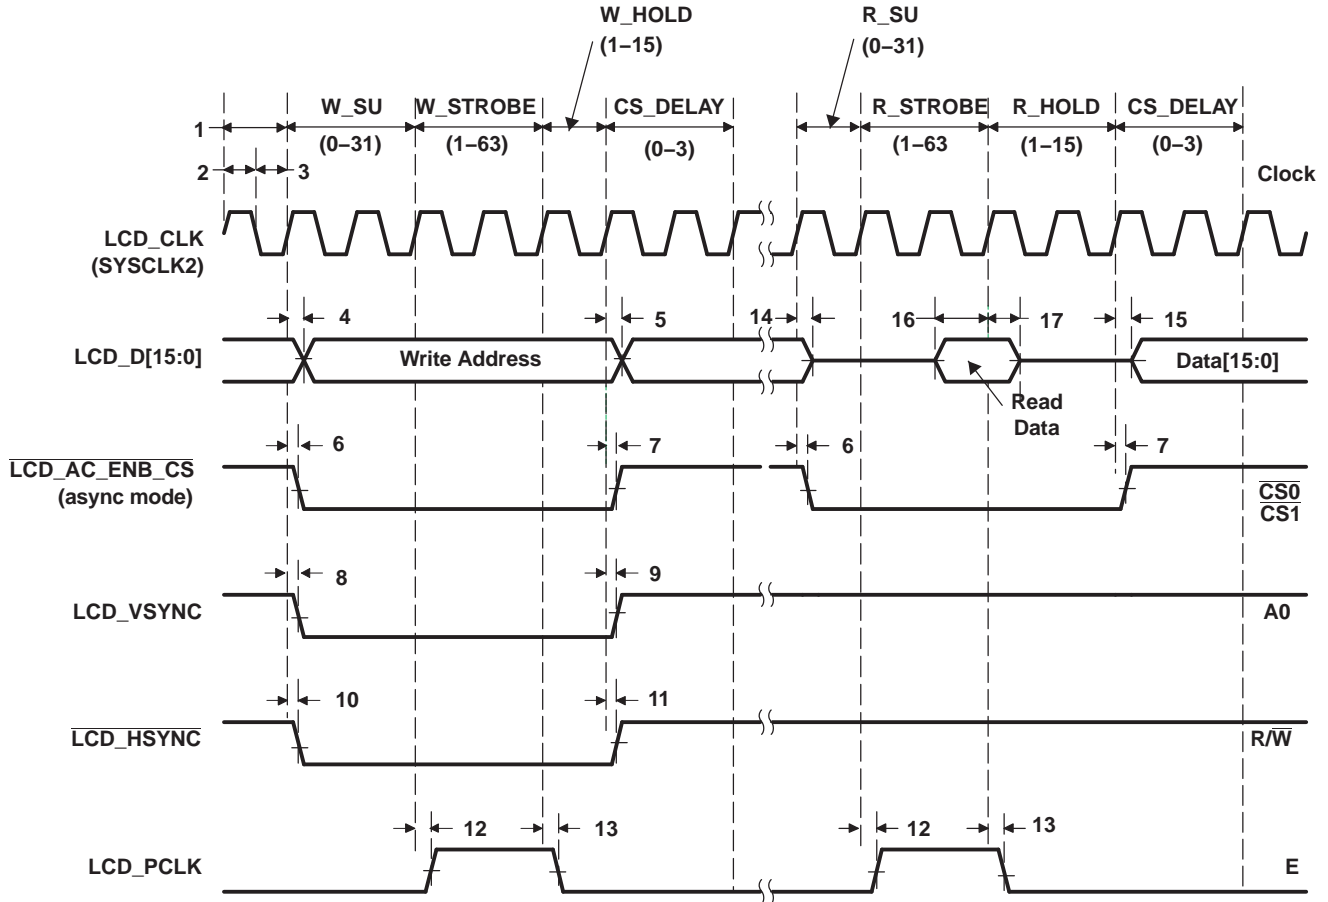 W_HOLD
(1–15)
R_SU
(0–31)
W_SU
W_STROBE
CS_DELAY
R_STROBE
R_HOLD
CS_DELAY
1
(0–31)
(1–63)
(0–3)
(1–63
(1–15)
(0–3)
2
3
Clock
LCD_CLK
(SYSCLK2)
4
5
14
16
17
15
LCD_D[15:0]
Write Address
Data[15:0]
Read
Data
6
7
6
7
LCD_AC_ENB_CS
(async mode)
CS0
CS1
8
9
LCD_VSYNC
A0
10
11
LCD_HSYNC
R/W
12
13
12
13
LCD_PCLK
E